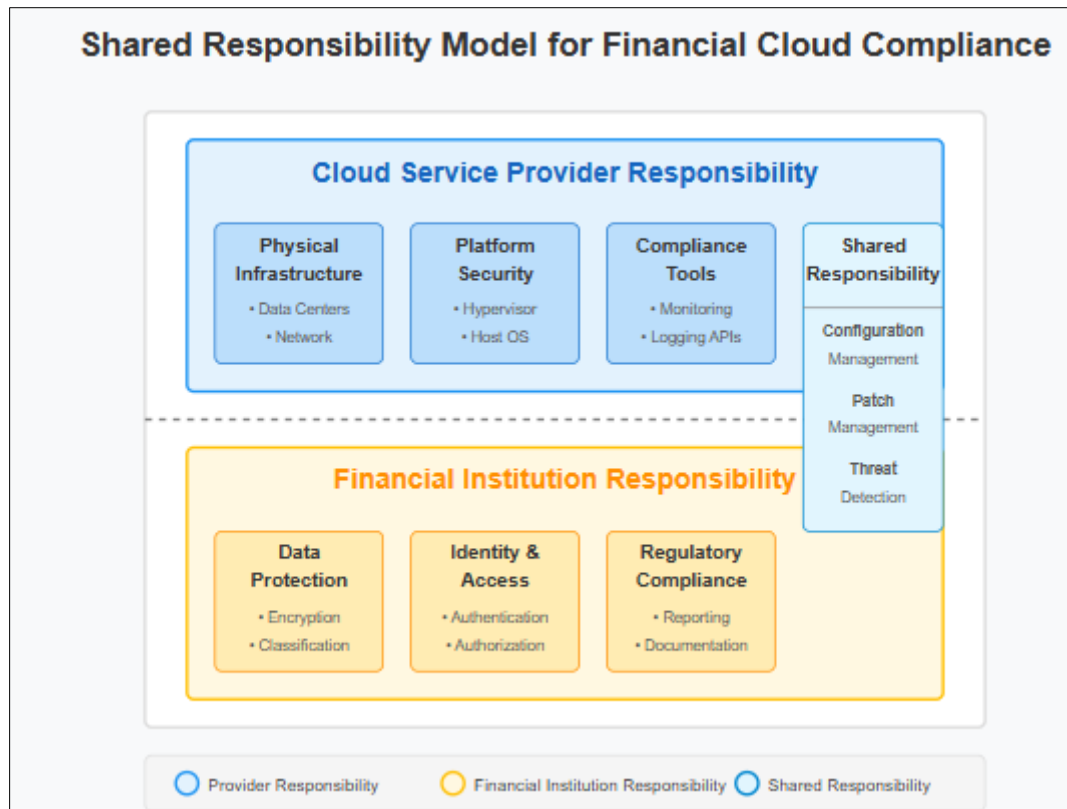 Shared Responsibility Model for Financial Cloud Compliance
Cloud Service Provider Responsibility
Physical
Infrastructure
• Data Centers
• Network
Platform
Security
• Hypervisor
• Host OS
Compliance
Tools
• Monitoring
• Logging APIs
Shared
Responsibility
Configuration
Management
Patch
Management
Threat
Detection
Financial Institution Responsibility
Data
Protection
• Encryption
• Classification
Identity &
Access
• Authentication
• Authorization
Regulatory
Compliance
• Reporting
• Documentation
Provider Responsibility
Financial Institution Responsibility
Shared Responsibility